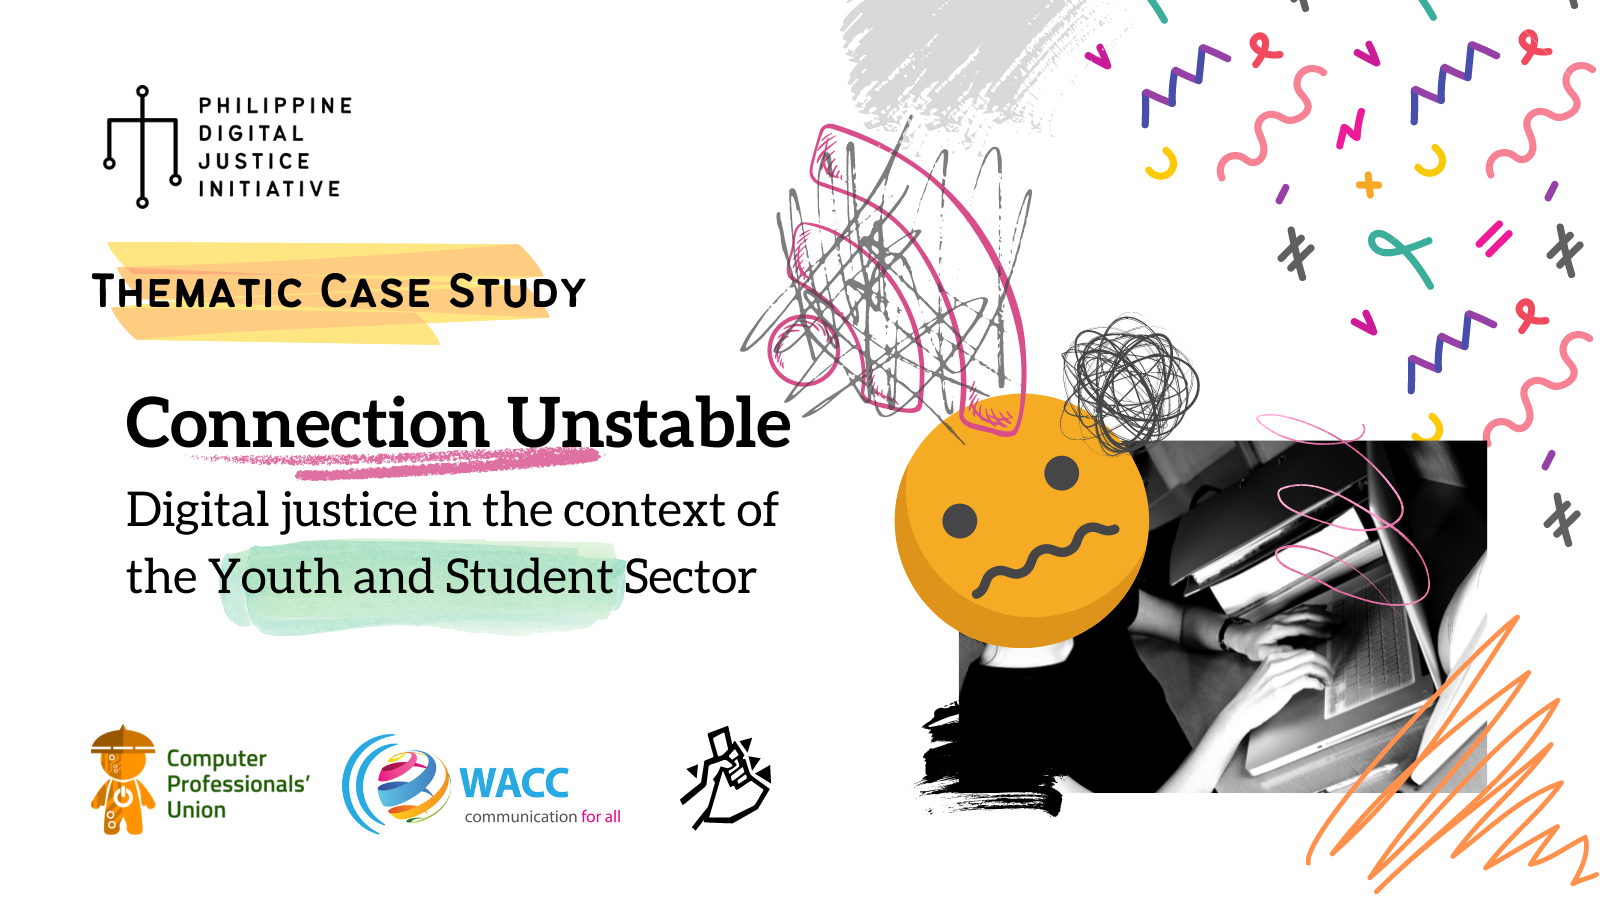 PHILIPPINE
DIGITAL
JUSTICE
INITIATIVE
Thematic Case Study
Connection Unstable
Digital justice in the context of
the Youth and Student Sector
Computer
Professionals'
Union
WACC
communication for all